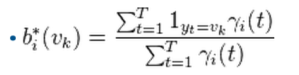 • b_i^*(v_k) = \frac{\sum_{t=1}^{T} 1_{y_t=v_k} \gamma_i(t)}{\sum_{t=1}^{T} \gamma_i(t)}